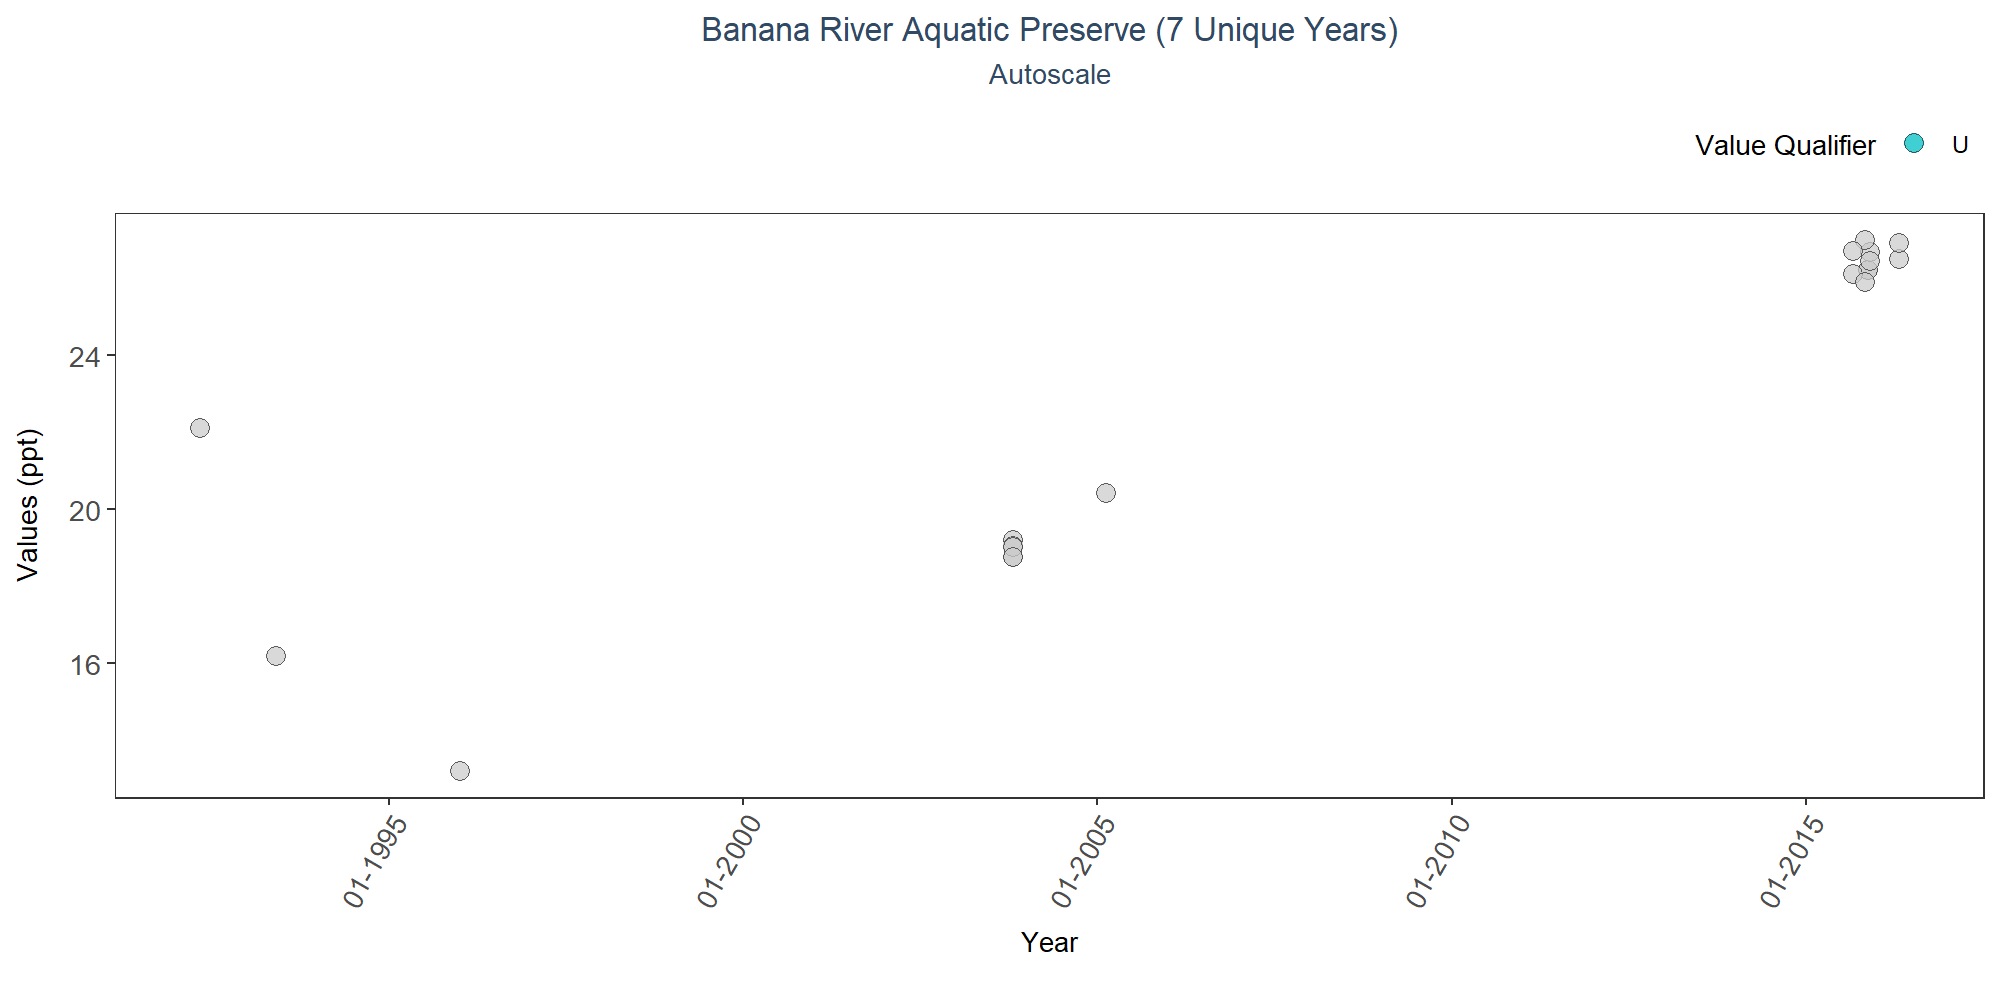 Banana River Aquatic Preserve (7 Unique Years)
Autoscale
Value Qualifier U
Values (ppt)
24
20
16
01-1995
01-2000
01-2005
01-2010
01-2015
Year